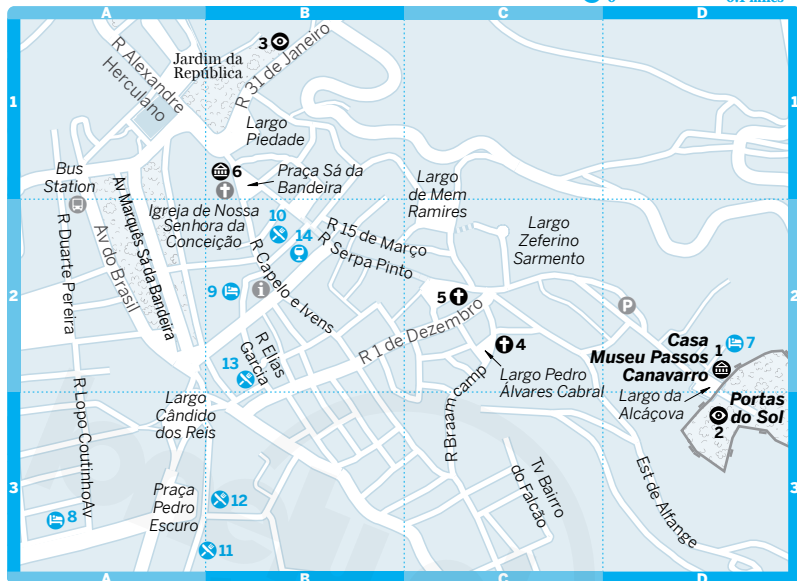 A
B
C
D
1
1
2
2
3
3
A
B
C
D
0.1 miles
R Alexandre
Herculano
Jardim da
República
3
R 31 de Janeiro
Largo
Piedade
6
Praça Sá da
Bandeira
Bus
Station
Igreja de Nossa
Senhora da
Conceição
10
14
R 15 de Março
R Serpa Pinto
Largo
de Mem
Ramires
Largo
Zeferino
Sarmento
Av Marquês Sá da Bandeira
Av do Brasil
R Duarte Pereira
9
i
R Capelo e Ivens
5
P
R 1 de Dezembro
4
Casa
Museu Passos
Canavarro
1
7
R Elias
Garcia
13
Largo Pedro
Álvares Cabral
Largo da
Alcáçova
Portas
do Sol
2
R Braamcamp
Largo
Cândido
dos Reis
R Lopo Coutinho
Av
Praça
Pedro
Escuro
12
8
11
Tv Bairro
do Falcão
Est de Alfange